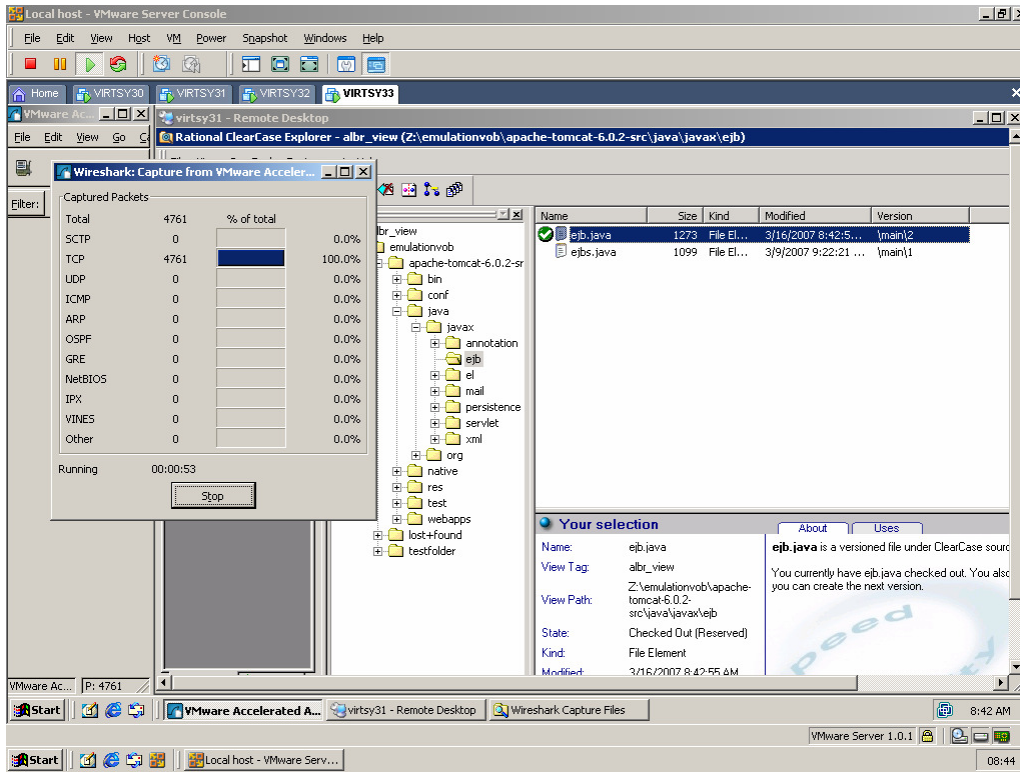 Local host - VMware Server Console
File Edit View Host VM Power Snapshot Windows Help
Home VIRTSY30 VIRTSY31 VIRTSY32 VIRTSY33
VMware Ac...
File Edit View Go
Filter:
virtsy31 - Remote Desktop
Rational ClearCase Explorer - albr_view (Z:\emulationvob\apache-tomcat-6.0.2-src\java\javax\ejb)
Wireshark: Capture from VMware Acceler...
Captured Packets
Total 4761 % of total
SCTP 0 0.0%
TCP 4761 100.0%
UDP 0 0.0%
ICMP 0 0.0%
ARP 0 0.0%
OSPF 0 0.0%
GRE 0 0.0%
NetBIOS 0 0.0%
IPX 0 0.0%
VINES 0 0.0%
Other 0 0.0%
Running 00:00:53
Stop
lbr_view
emulationvob
apache-tomcat-6.0.2-sr
bin
conf
java
javax
annotation
ejb
el
mail
persistence
servlet
xml
org
native
res
test
webapps
lost+found
testfolder
Name Size Kind Modified Version
ejb.java 1273 File El... 3/16/2007 8:42:5... \main\2
ejbs.java 1099 File El... 3/9/2007 9:22:21 ... \main\1
Your selection
Name: ejb.java
View Tag: albr_view
View Path: Z:\emulationvob\apache-
tomcat-6.0.2-
src\java\javax\ejb
State: Checked Out (Reserved)
Kind: File Element
Modified: 3/16/2007 8:42:55 AM
About Uses
ejb.java is a versioned file under ClearCase sourc
You currently have ejb.java checked out. You also
you can create the next version.
peed
VMware Ac... P: 4761
Start VMware Accelerated A... virtsy31 - Remote Desktop Wireshark Capture Files 8:42 AM
VMware Server 1.0.1
Start Local host - VMware Serv... 08:44